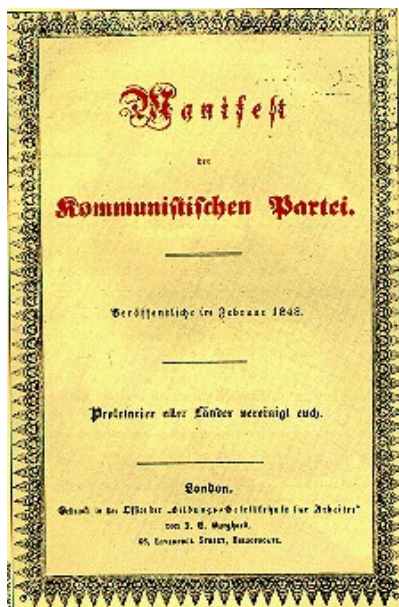 Manifest
der
Kommunistischen Partei.
Veröffentlicht im Februar 1848.
Proletarier aller Länder vereinigt euch.
London.
Gedruckt in der Office der „Bildungs-Gesellschaft für Arbeiter"
von J. E. Burghard.
46, Liverpool Street, Bishopsgate.